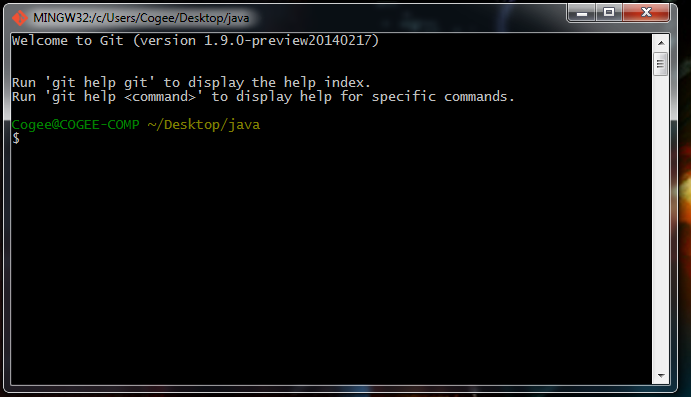 MINGW32:/c/Users/Cogee/Desktop/java
Welcome to Git (version 1.9.0-preview20140217)
Run 'git help git' to display the help index.
Run 'git help <command>' to display help for specific commands.
Cogee@COGEE-COMP ~/Desktop/java
$